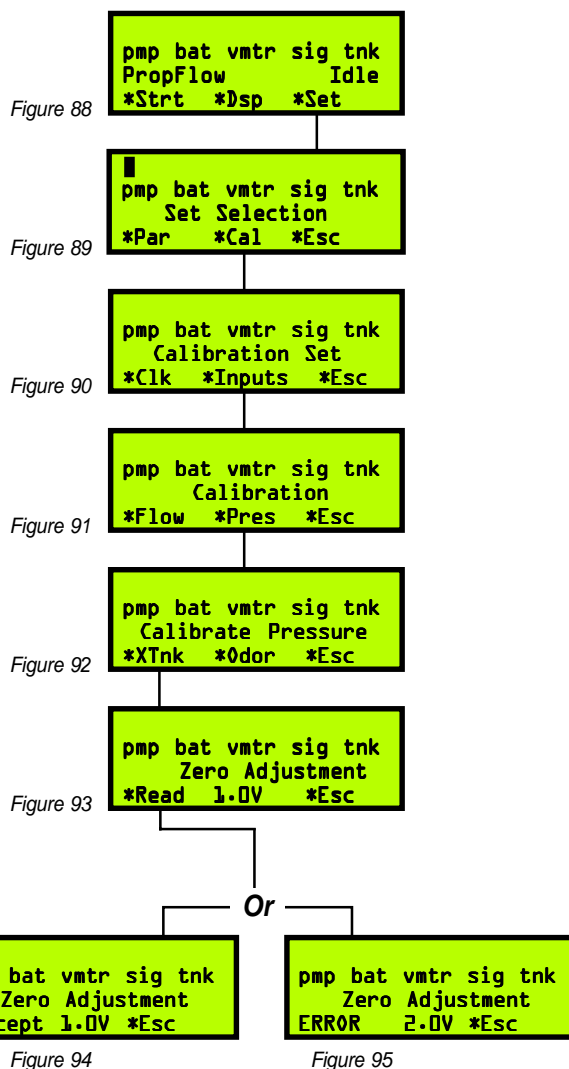 pmp bat vmtr sig tnk
PropFlow Idle
*Strt *Dsp *Set
Figure 88
pmp bat vmtr sig tnk
Set Selection
*Par *Cal *Esc
Figure 89
pmp bat vmtr sig tnk
Calibration Set
*Clk *Inputs *Esc
Figure 90
pmp bat vmtr sig tnk
Calibration
*Flow *Pres *Esc
Figure 91
pmp bat vmtr sig tnk
Calibrate Pressure
*XTnk *Odor *Esc
Figure 92
pmp bat vmtr sig tnk
Zero Adjustment
*Read 1.0V *Esc
Figure 93
Or
bat vmtr sig tnk
Zero Adjustment
cept 1.0V *Esc
Figure 94
pmp bat vmtr sig tnk
Zero Adjustment
ERROR 2.0V *Esc
Figure 95